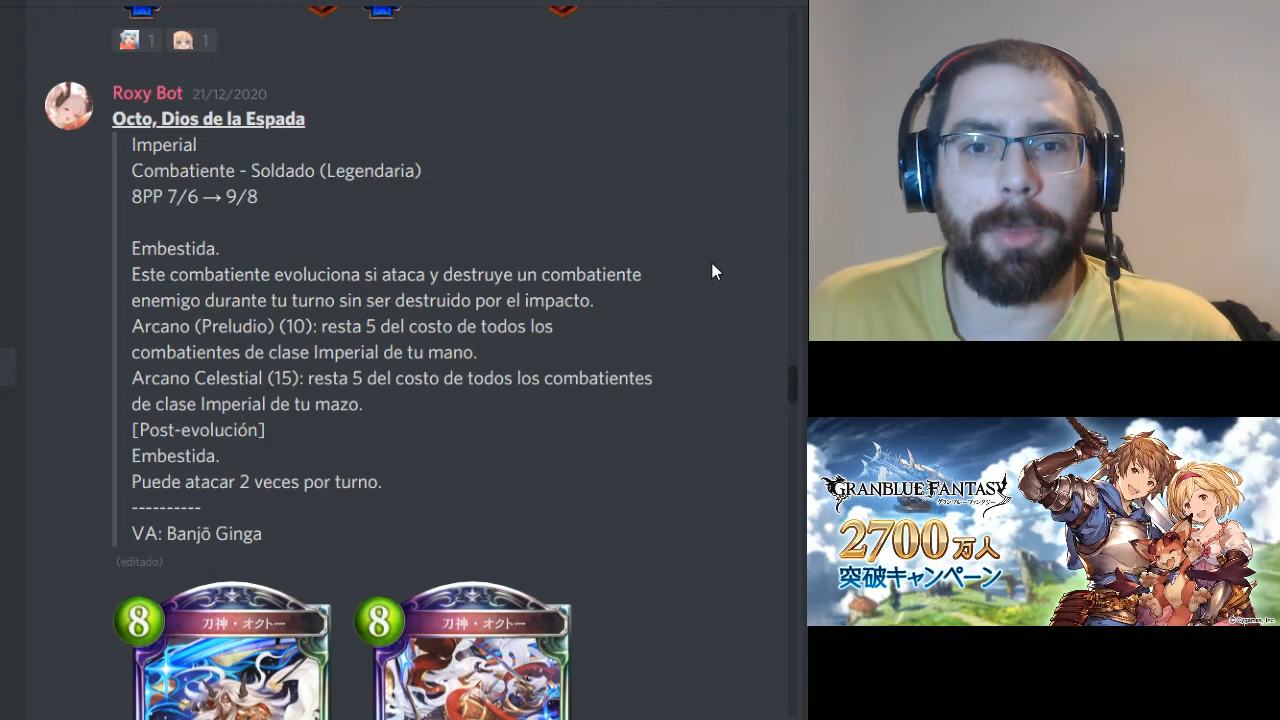 1
1
Roxy Bot 21/12/2020
Octo, Dios de la Espada
Imperial
Combatiente - Soldado (Legendaria)
8PP 7/6 → 9/8
Embestida.
Este combatiente evoluciona si ataca y destruye un combatiente
enemigo durante tu turno sin ser destruido por el impacto.
Arcano (Preludio) (10): resta 5 del costo de todos los
combatientes de clase Imperial de tu mano.
Arcano Celestial (15): resta 5 del costo de todos los combatientes
de clase Imperial de tu mazo.
[Post-evolución]
Embestida.
Puede atacar 2 veces por turno.
----------
VA: Banjō Ginga
(editado)
8 刀神・オクトー
8 刀神・オクトー
GRANBLUE FANTASY
グランブルーファンタジー
2700万人
突破キャンペーン
© Cygames, Inc.